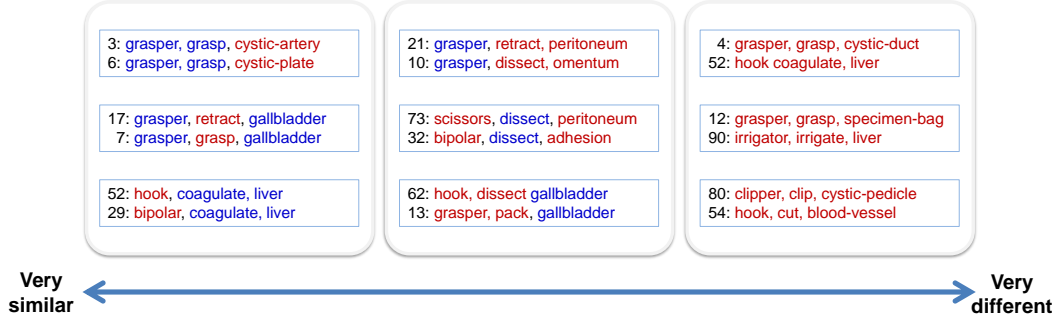 3: grasper, grasp, cystic-artery
6: grasper, grasp, cystic-plate
17: grasper, retract, gallbladder
7: grasper, grasp, gallbladder
52: hook, coagulate, liver
29: bipolar, coagulate, liver
21: grasper, retract, peritoneum
10: grasper, dissect, omentum
73: scissors, dissect, peritoneum
32: bipolar, dissect, adhesion
62: hook, dissect gallbladder
13: grasper, pack, gallbladder
4: grasper, grasp, cystic-duct
52: hook coagulate, liver
12: grasper, grasp, specimen-bag
90: irrigator, irrigate, liver
80: clipper, clip, cystic-pedicle
54: hook, cut, blood-vessel
Very
similar
Very
different